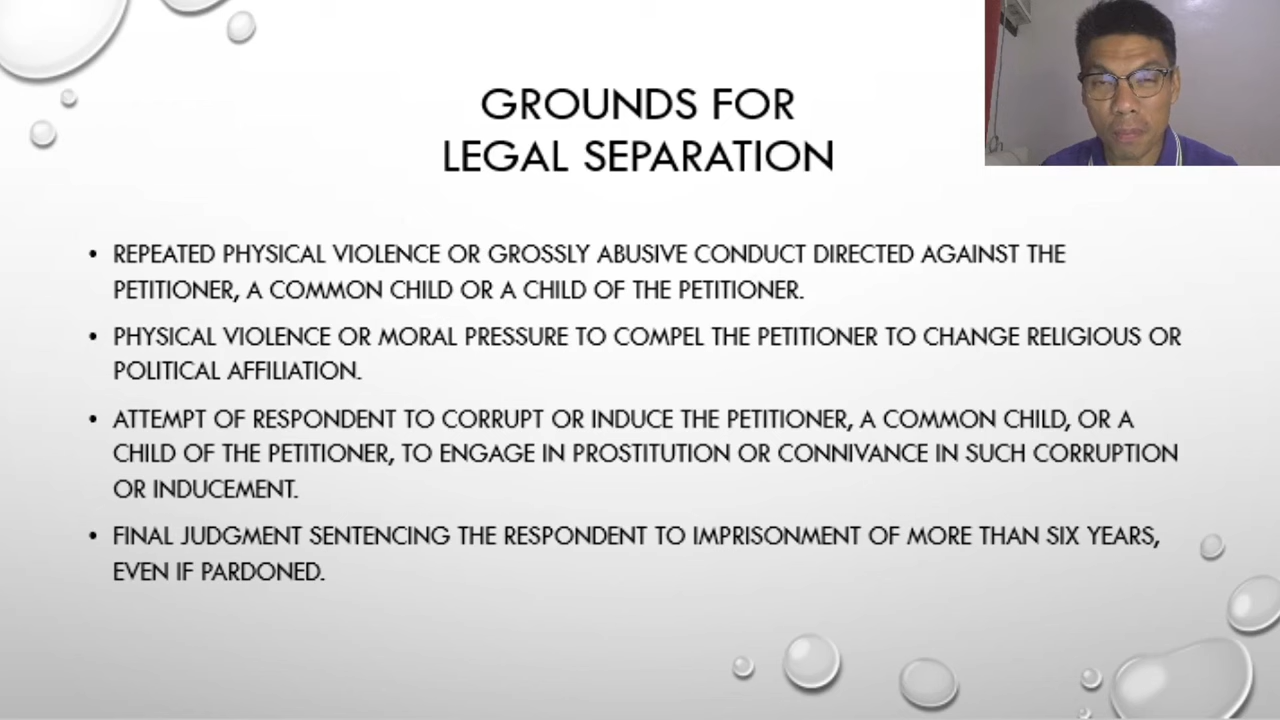 GROUNDS FOR
LEGAL SEPARATION
• REPEATED PHYSICAL VIOLENCE OR GROSSLY ABUSIVE CONDUCT DIRECTED AGAINST THE
PETITIONER, A COMMON CHILD OR A CHILD OF THE PETITIONER.
• PHYSICAL VIOLENCE OR MORAL PRESSURE TO COMPEL THE PETITIONER TO CHANGE RELIGIOUS OR
POLITICAL AFFILIATION.
• ATTEMPT OF RESPONDENT TO CORRUPT OR INDUCE THE PETITIONER, A COMMON CHILD, OR A
CHILD OF THE PETITIONER, TO ENGAGE IN PROSTITUTION OR CONNIVANCE IN SUCH CORRUPTION
OR INDUCEMENT.
• FINAL JUDGMENT SENTENCING THE RESPONDENT TO IMPRISONMENT OF MORE THAN SIX YEARS,
EVEN IF PARDONED.